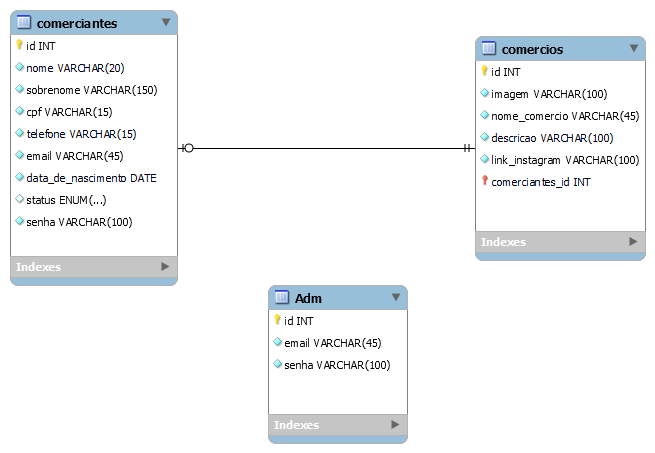 comerciantes
id INT
nome VARCHAR(20)
sobrenome VARCHAR(150)
cpf VARCHAR(15)
telefone VARCHAR(15)
email VARCHAR(45)
data_de_nascimento DATE
status ENUM(...)
senha VARCHAR(100)
Indexes
comercios
id INT
imagem VARCHAR(100)
nome_comercio VARCHAR(45)
descricao VARCHAR(100)
link_instagram VARCHAR(100)
comerciantes_id INT
Indexes
Adm
id INT
email VARCHAR(45)
senha VARCHAR(100)
Indexes